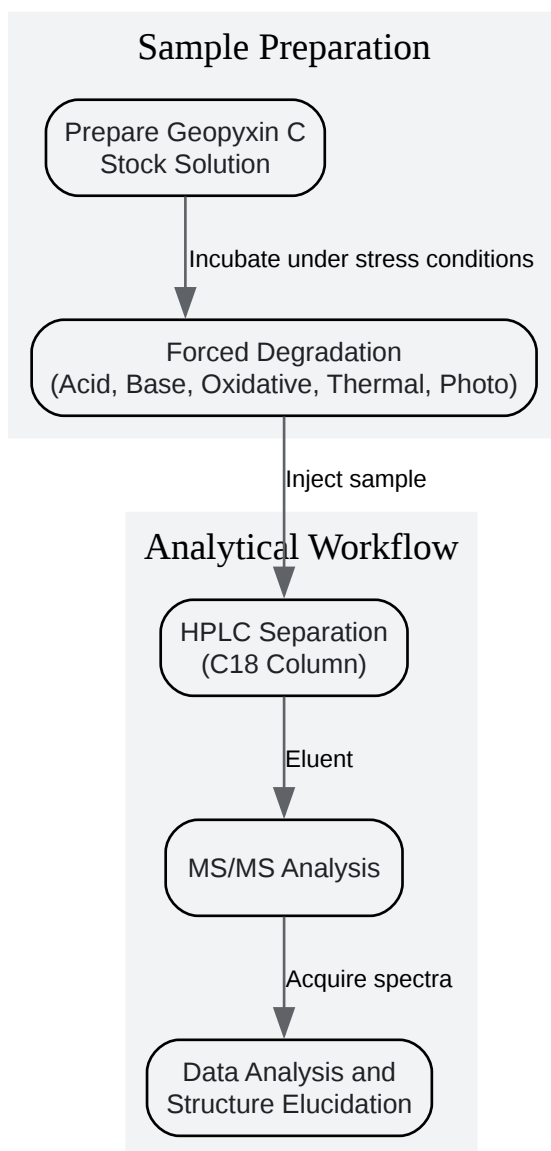 Sample Preparation
Prepare Geopyxin C
Stock Solution
Incubate under stress conditions
Forced Degradation
(Acid, Base, Oxidative, Thermal, Photo)
Inject sample
Analytical Workflow
HPLC Separation
(C18 Column)
Eluent
MS/MS Analysis
Acquire spectra
Data Analysis and
Structure Elucidation